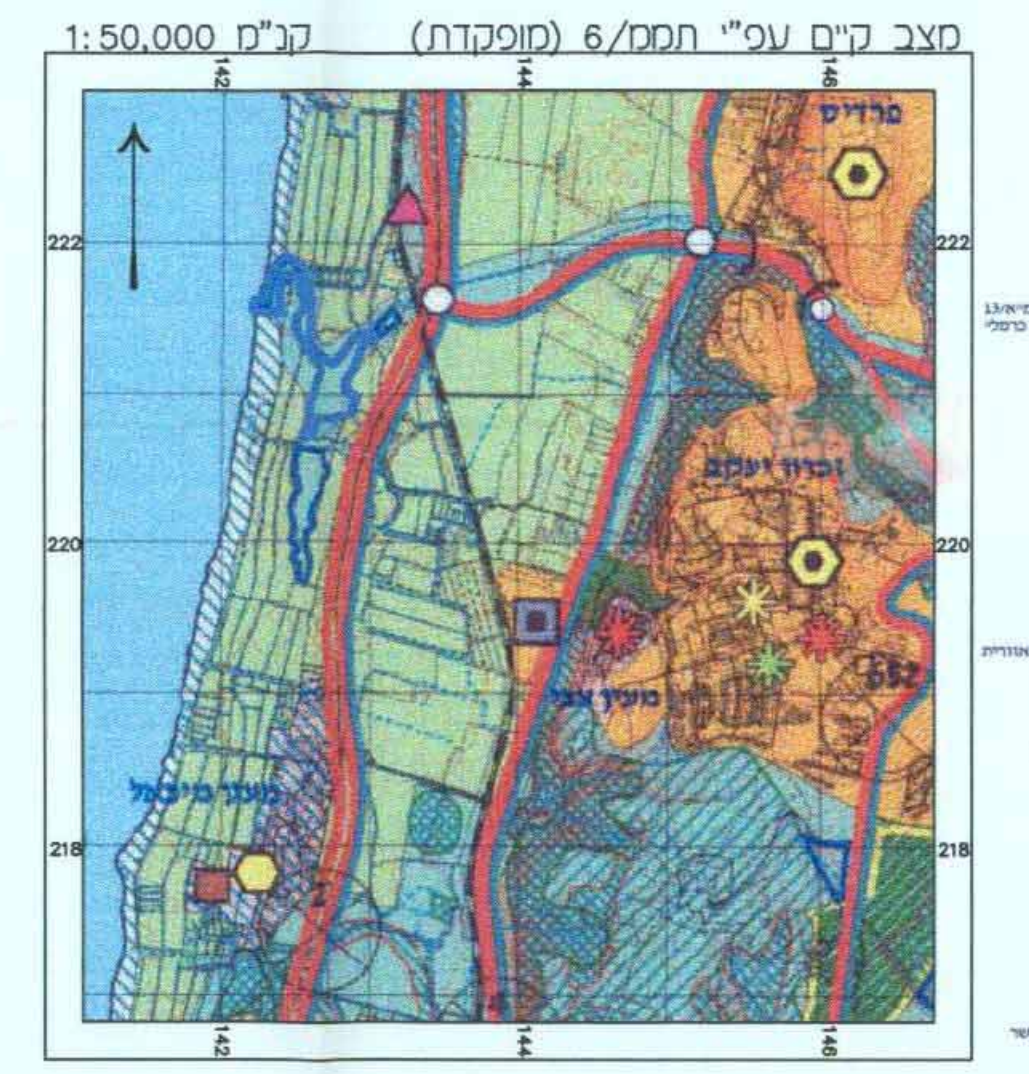 מצב קיים עפ"י תממ/6 (מופקדת) קנ"מ 1:50,000
142 144 146
פרדיס
222 222
זכרון יעקב
220 220
652
מעין צבי
מעגן מיכאל
218 218
142 144 146